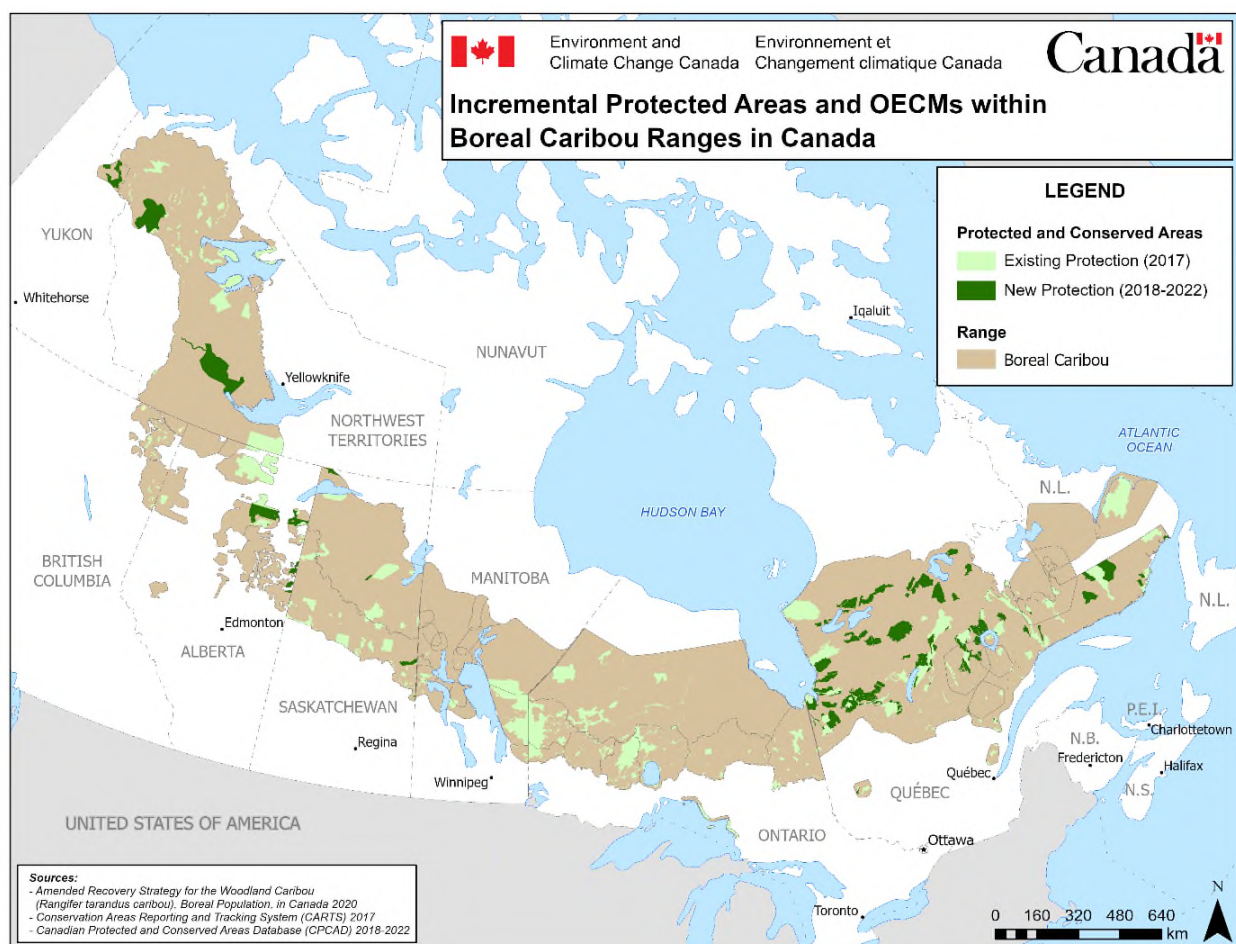 Environment and
Climate Change Canada
Environnement et
Changement climatique Canada
Canada
Incremental Protected Areas and OECMs within
Boreal Caribou Ranges in Canada
LEGEND
Protected and Conserved Areas
Existing Protection (2017)
New Protection (2018-2022)
Range
Boreal Caribou
YUKON
Whitehorse
Iqaluit
NUNAVUT
Yellowknife
NORTHWEST
TERRITORIES
ATLANTIC
OCEAN
N.L.
HUDSON BAY
BRITISH
COLUMBIA
MANITOBA
N.L.
Edmonton
ALBERTA
SASKATCHEWAN
P.E.I.
Charlottetown
N.B.
Fredericton
Regina
Halifax
Québec
Winnipeg
N.S.
QUÉBEC
UNITED STATES OF AMERICA
ONTARIO
Ottawa
Toronto
Sources:
- Amended Recovery Strategy for the Woodland Caribou
(Rangifer tarandus caribou), Boreal Population, in Canada 2020
- Conservation Areas Reporting and Tracking System (CARTS) 2017
- Canadian Protected and Conserved Areas Database (CPCAD) 2018-2022
N
0 160 320 480 640
km